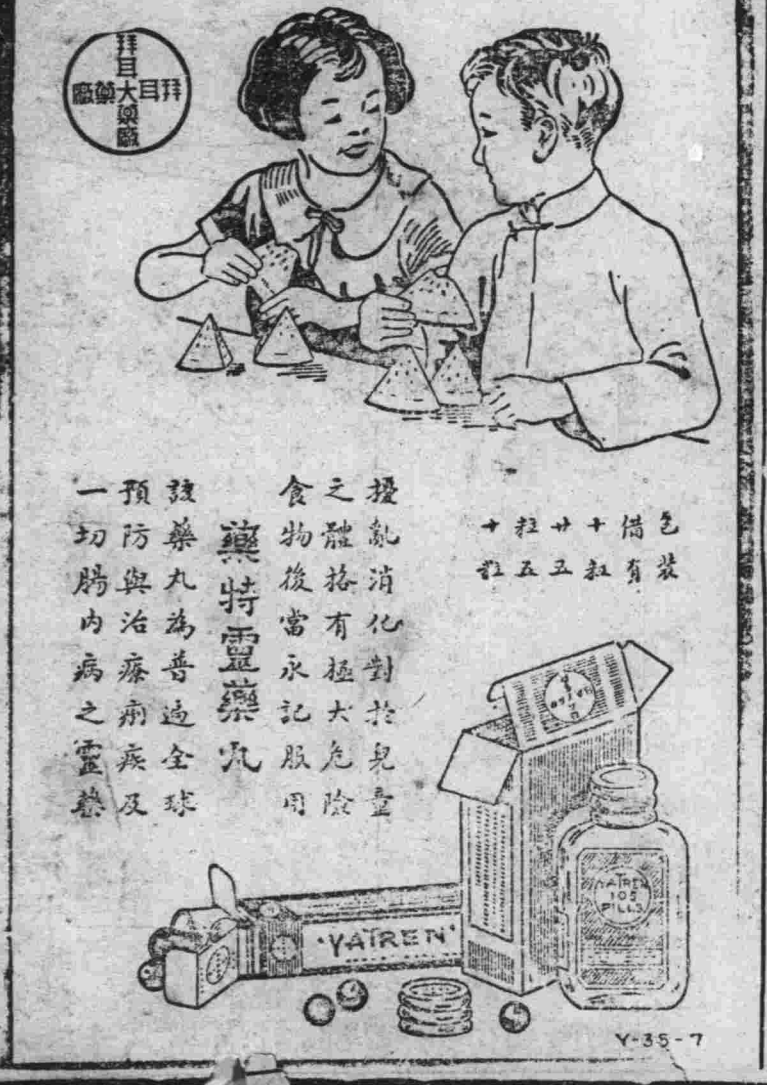 拜耳大藥廠
拜耳大藥廠
包裝
備有
十粒
廿五
粒五
十粒
擾亂消化對於兒童
之體格有極大危險
食物後當永記服用
藥特靈藥丸
該藥丸為普遍全球
預防與治療痢疾及
一切腸內病之靈藥
YATREN
105
PILLS
"YATREN"
Y-35-7